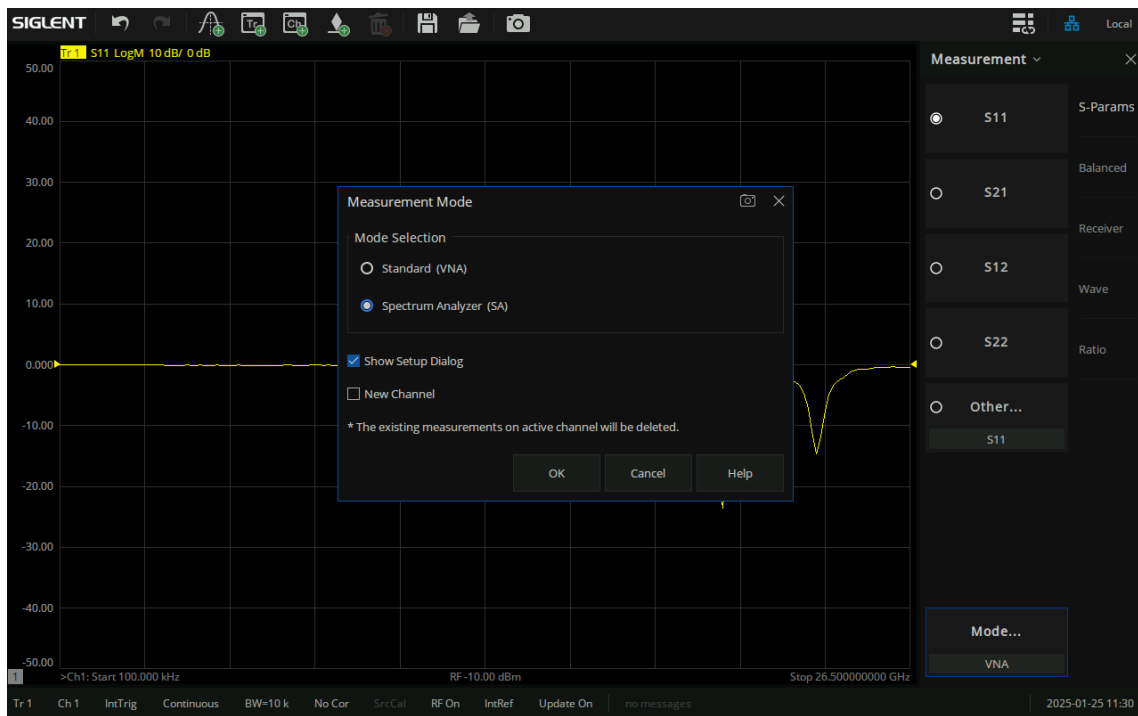 SIGLENT
Tr
Ch
Local
Tr 1 S11 LogM 10 dB/ 0 dB
50.00
40.00
30.00
20.00
10.00
0.000
-10.00
-20.00
-30.00
-40.00
-50.00
Measurement Mode
Mode Selection
Standard (VNA)
Spectrum Analyzer (SA)
Show Setup Dialog
New Channel
* The existing measurements on active channel will be deleted.
OK Cancel Help
1
>Ch1: Start 100.000 kHz RF -10.00 dBm Stop 26.500000000 GHz
Measurement
S11
S21
S12
S22
Other...
S11
S-Params
Balanced
Receiver
Wave
Ratio
Mode...
VNA
Tr 1 Ch 1 IntTrig Continuous BW=10 k No Cor SrcCal RF On IntRef Update On no messages 2025-01-25 11:30